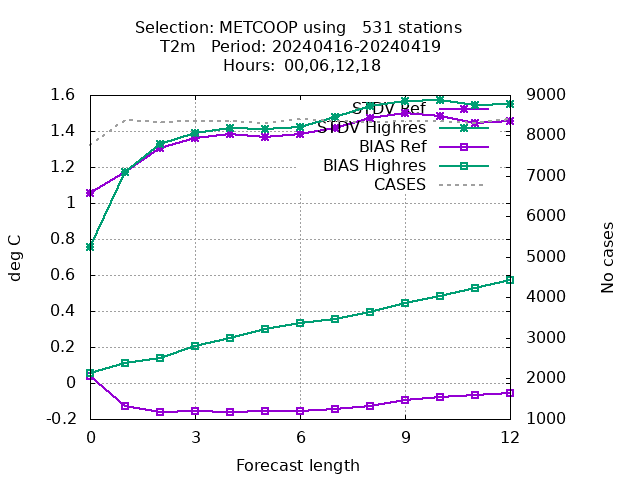 Selection: METCOOP using 531 stations
T2m Period: 20240416-20240419
Hours: 00,06,12,18
STDV Ref
STDV Highres
BIAS Ref
BIAS Highres
CASES
1.6
1.4
1.2
1
0.8
0.6
0.4
0.2
0
-0.2
deg C
9000
8000
7000
6000
5000
4000
3000
2000
1000
No cases
0 3 6 9 12
Forecast length